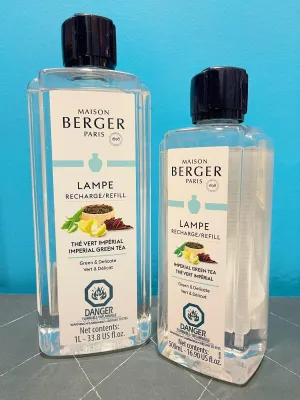 MAISON
BERGER
PARIS
LAMPE
RECHARGE/REFILL
THÉ VERT IMPÉRIAL
IMPERIAL GREEN TEA
Green & Delicate
Vert & Délicat
DANGER
Net contents:
1L - 33.8 US fl.oz.
MAISON
BERGER
PARIS
LAMPE
RECHARGE/REFILL
IMPERIAL GREEN TEA
THÉ VERT IMPÉRIAL
Green & Delicate
Vert & Délicat
DANGER
Net contents:
500mL - 16.90 US fl.oz.